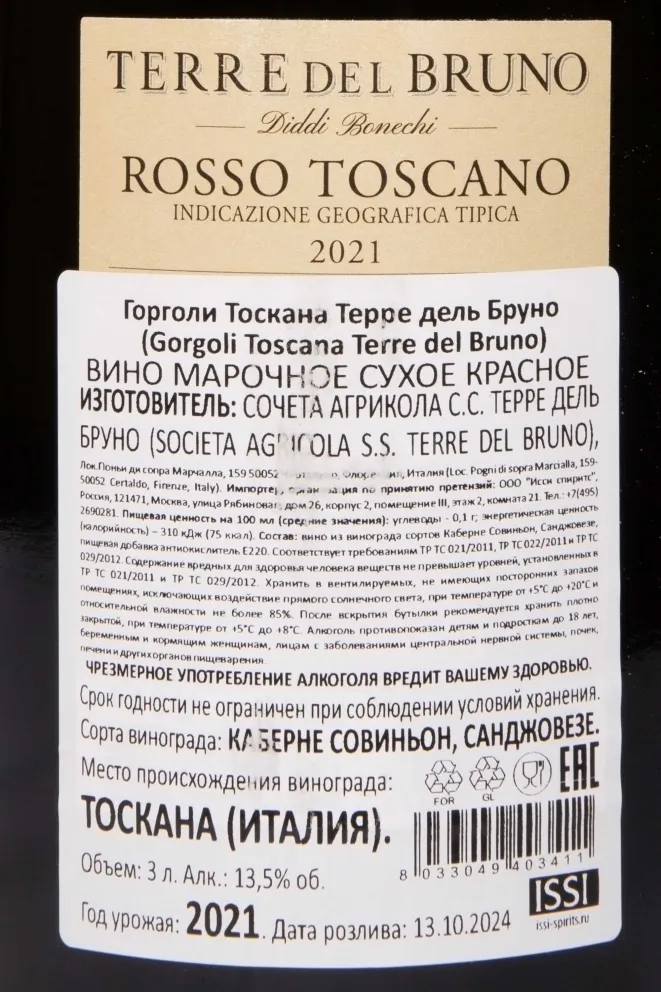 TERRE DEL BRUNO
Diddi Bonechi
ROSSO TOSCANO
INDICAZIONE GEOGRAFICA TIPICA
2021
Горголи Тоскана Терре дель Бруно
(Gorgoli Toscana Terre del Bruno)
ВИНО МАРОЧНОЕ СУХОЕ КРАСНОЕ
ИЗГОТОВИТЕЛЬ: СОЧЕТА АГРИКОЛА С.С. ТЕРРЕ ДЕЛЬ
БРУНО (SOCIETA AGRICOLA S.S. TERRE DEL BRUNO),
Лок.Поньи ди сопра Марчалла, 159 50052 Италия (Loc. Pogni di sopra Marcialla, 159-
50052 Certaldo, Firenze, Italy). Импортер, организация по принятию претензий: ООО "Исси спиритс",
Россия, 121471, Москва, улица Рябиновая, дом 26, корпус 2, помещение III, этаж 2, комната 21. Тел.: +7(495)
2690281. Пищевая ценность на 100 мл (средние значения): углеводы - 0,1 г; энергетическая ценность
(калорийность) – 310 кДж (75 ккал). Состав: вино из винограда сортов Каберне Совиньон, Санджовезе,
пищевая добавка антиокислитель Е220. Соответствует требованиям ТР ТС 021/2011, ТР ТС 022/2011 и ТР ТС
029/2012. Содержание вредных для здоровья человека веществ не превышает уровней, установленных в
ТР ТС 021/2011 и ТР ТС 029/2012. Хранить в вентилируемых, не имеющих посторонних запахов
помещениях, исключающих воздействие прямого солнечного света, при температуре от +5°С до +20°С и
относительной влажности не более 85%. После вскрытия бутылки рекомендуется хранить плотно
закрытой, при температуре от +5°С до +8°С. Алкоголь противопоказан детям и подросткам до 18 лет,
беременным и кормящим женщинам, лицам с заболеваниями центральной нервной системы, почек,
печени и других органов пищеварения.
ЧРЕЗМЕРНОЕ УПОТРЕБЛЕНИЕ АЛКОГОЛЯ ВРЕДИТ ВАШЕМУ ЗДОРОВЬЮ.
Срок годности не ограничен при соблюдении условий хранения.
Сорта винограда: КАБЕРНЕ СОВИНЬОН, САНДЖОВЕЗЕ.
Место происхождения винограда:
ТОСКАНА (ИТАЛИЯ).
FOR
GL
EAC
Объем: 3 л. Алк.: 13,5% об.
8 033049 403411
Год урожая: 2021. Дата розлива: 13.10.2024
ISSI
issi-spirits.ru